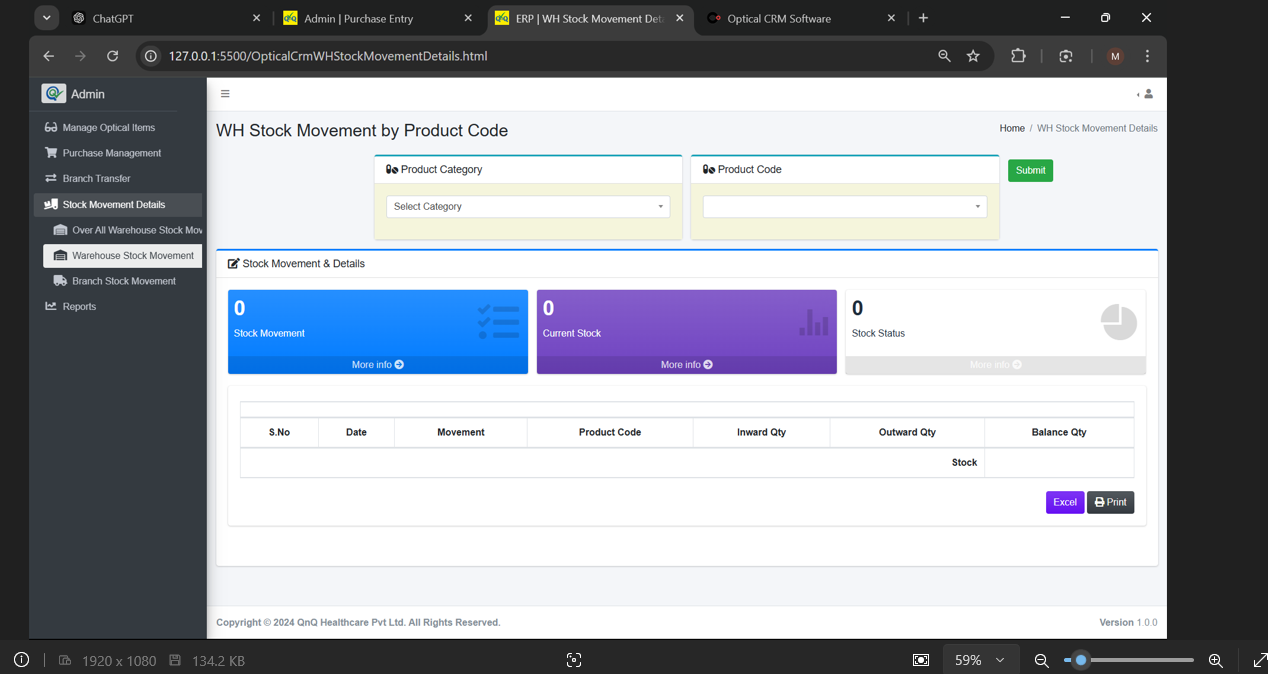 ChatGPT
Admin | Purchase Entry
ERP | WH Stock Movement Deta
Optical CRM Software
127.0.0.1:5500/OpticalCrmWHStockMovementDetails.html
M
Admin
Manage Optical Items
Purchase Management
Branch Transfer
Stock Movement Details
Over All Warehouse Stock Mov
Warehouse Stock Movement
Branch Stock Movement
Reports
WH Stock Movement by Product Code
Home / WH Stock Movement Details
Product Category
Product Code
Submit
Select Category
Stock Movement & Details
0
Stock Movement
More info
0
Current Stock
More info
0
Stock Status
More info
S.No Date Movement Product Code Inward Qty Outward Qty Balance Qty
Stock
Excel Print
Copyright © 2024 QnQ Healthcare Pvt Ltd. All Rights Reserved.
Version 1.0.0
1920 x 1080 134.2 KB 59%